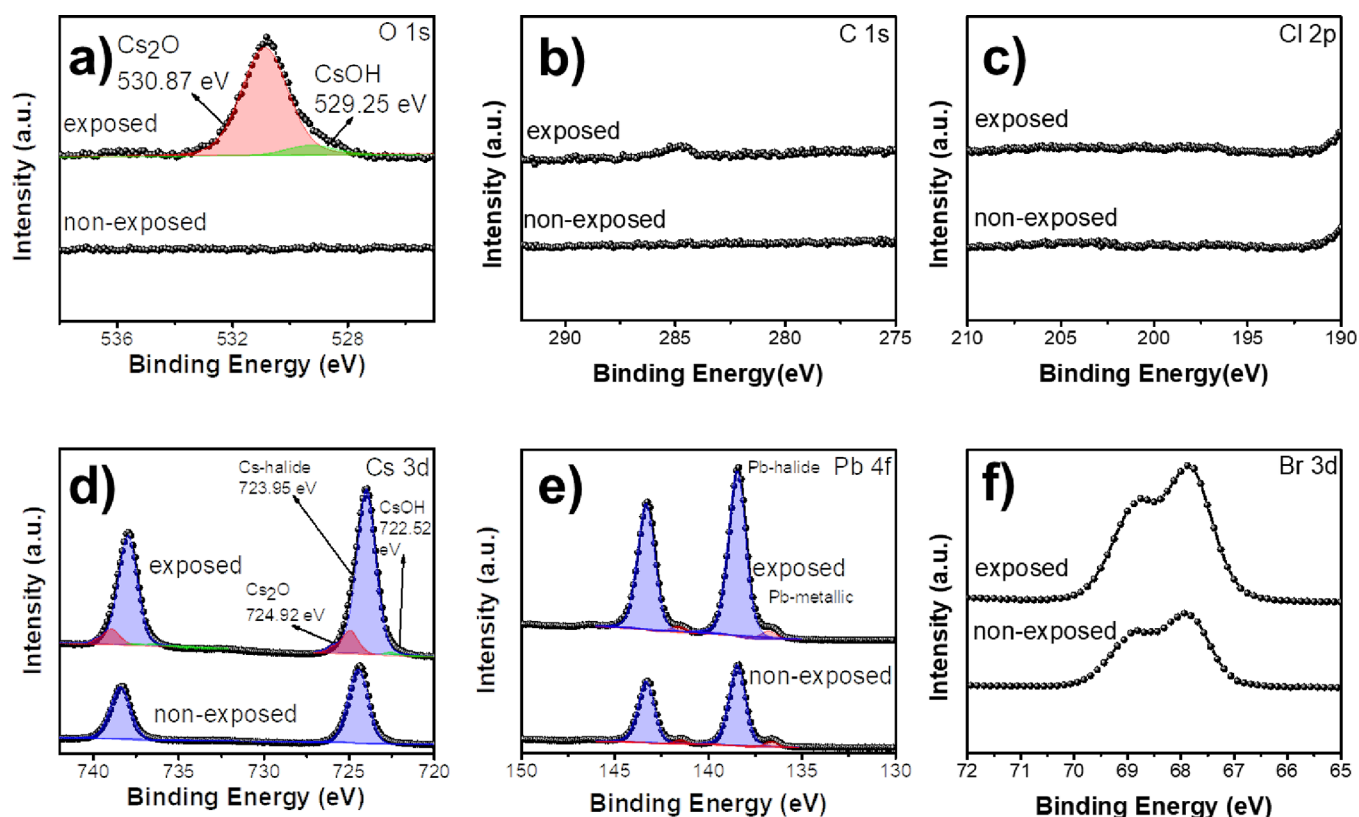 a)
O 1s
Cs₂O
530.87 eV
CsOH
529.25 eV
exposed
non-exposed
Intensity (a.u.)
536 532 528
Binding Energy (eV)
b)
C 1s
exposed
non-exposed
Intensity (a.u.)
290 285 280 275
Binding Energy(eV)
c)
Cl 2p
exposed
non-exposed
Intensity (a.u.)
210 205 200 195 190
Binding Energy(eV)
d)
Cs 3d
Cs-halide
723.95 eV
CsOH
722.52
eV
exposed
Cs₂O
724.92 eV
non-exposed
Intensity (a.u.)
740 735 730 725 720
Binding Energy (eV)
e)
Pb-halide
Pb 4f
exposed
Pb-metallic
non-exposed
Intensity (a.u.)
150 145 140 135 130
Binding Energy (eV)
f)
Br 3d
exposed
non-exposed
Intensity (a.u.)
72 71 70 69 68 67 66 65
Binding Energy (eV)